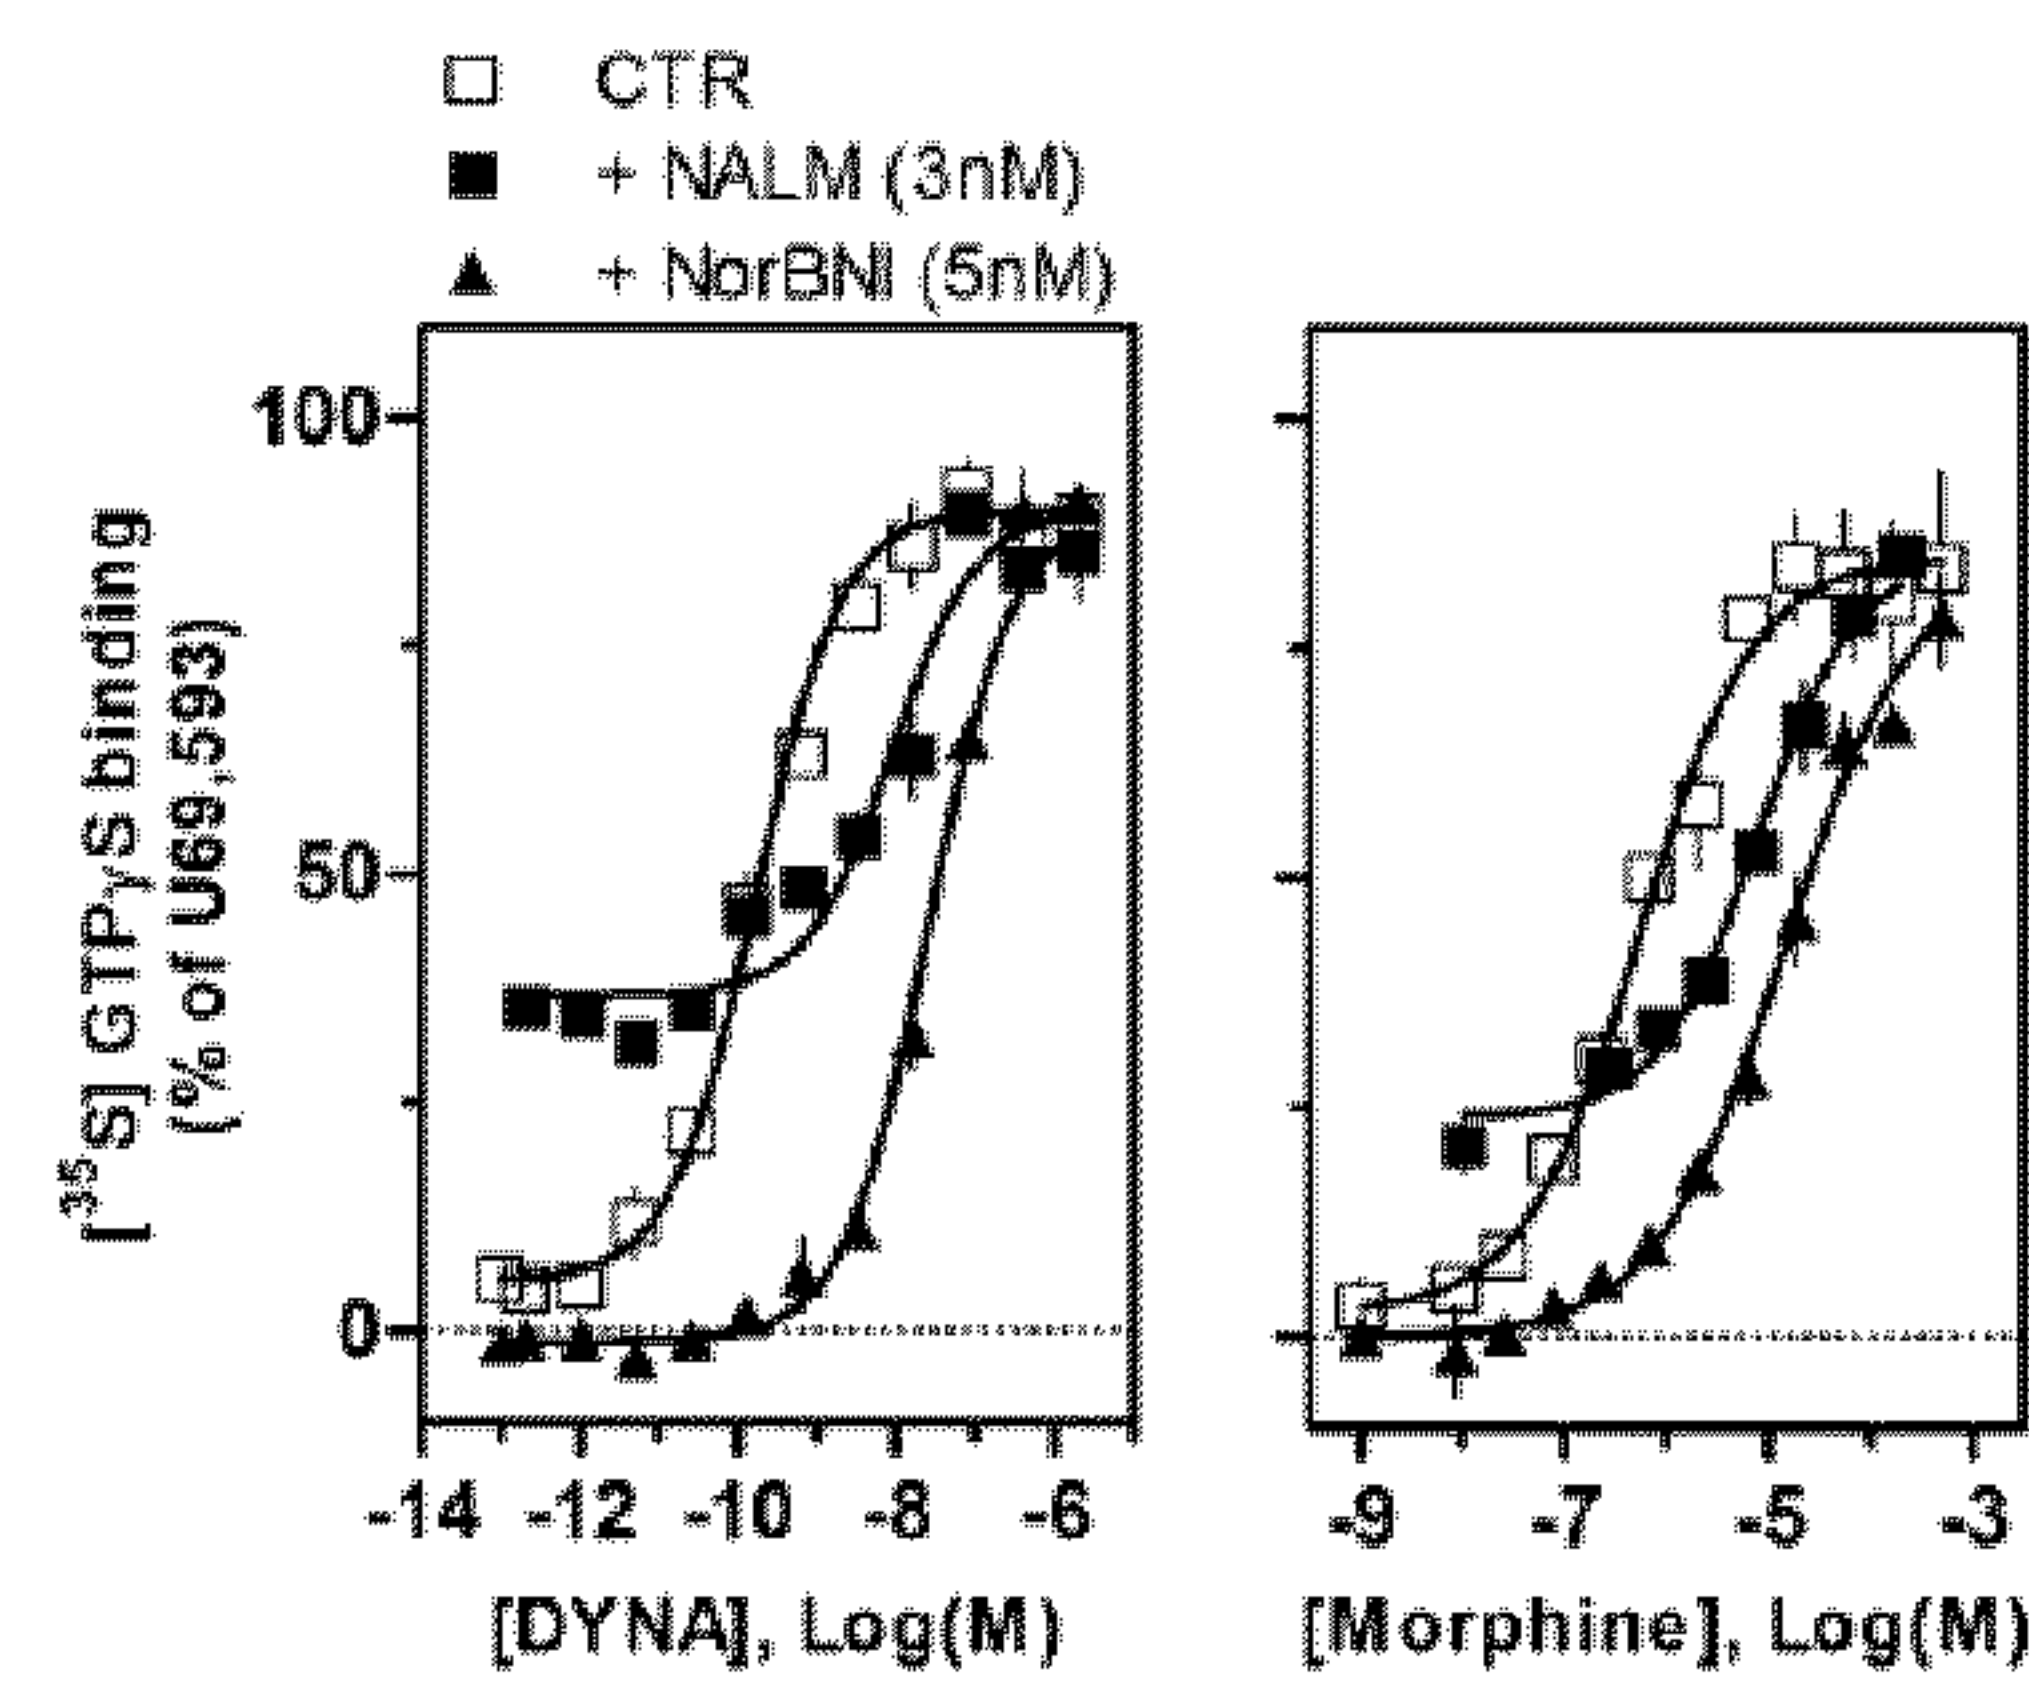 CTR
+ NALM (3nM)
+ NorBNI (5nM)
[³⁵S] GTPγS binding
(% of U69,593)
100
50
0
-14 -12 -10 -8 -6
-9 -7 -5 -3
[DYNA], Log(M)
[Morphine], Log(M)